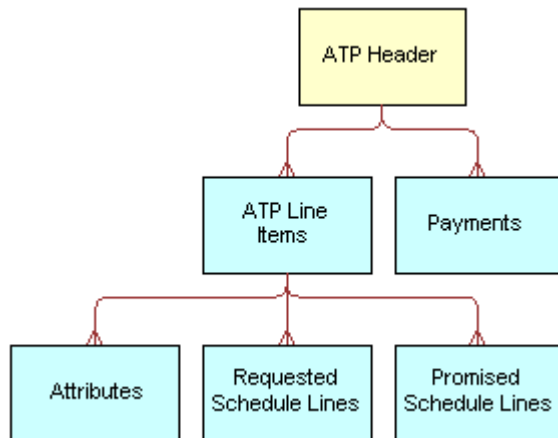 ATP Header
ATP Line
Items
Payments
Attributes
Requested
Schedule Lines
Promised
Schedule Lines